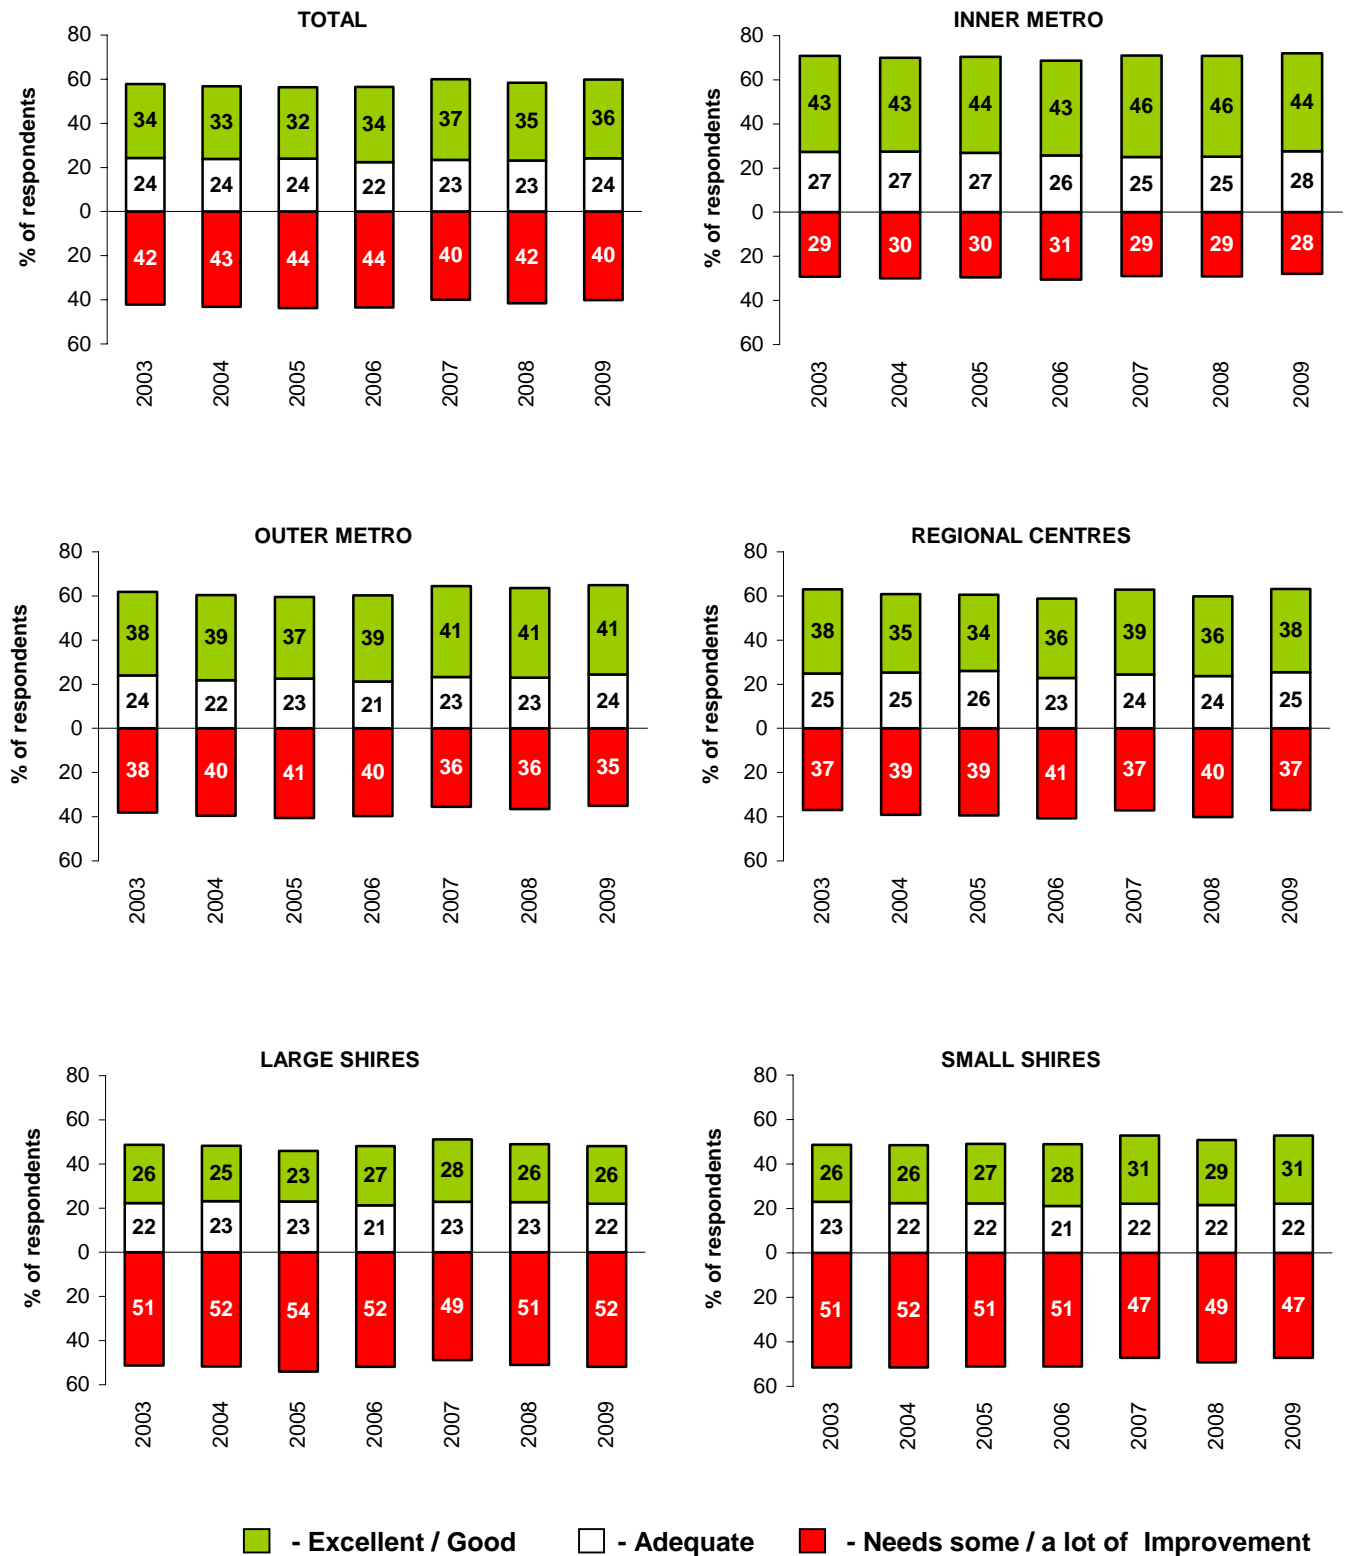 TOTAL
% of respondents
80
60
40
20
0
20
40
60
34 33 32 34 37 35 36
24 24 24 22 23 23 24
42 43 44 44 40 42 40
2003 2004 2005 2006 2007 2008 2009
INNER METRO
% of respondents
80
60
40
20
0
20
40
60
43 43 44 43 46 46 44
27 27 27 26 25 25 28
29 30 30 31 29 29 28
2003 2004 2005 2006 2007 2008 2009
OUTER METRO
% of respondents
80
60
40
20
0
20
40
60
38 39 37 39 41 41 41
24 22 23 21 23 23 24
38 40 41 40 36 36 35
2003 2004 2005 2006 2007 2008 2009
REGIONAL CENTRES
% of respondents
80
60
40
20
0
20
40
60
38 35 34 36 39 36 38
25 25 26 23 24 24 25
37 39 39 41 37 40 37
2003 2004 2005 2006 2007 2008 2009
LARGE SHIRES
% of respondents
80
60
40
20
0
20
40
60
26 25 23 27 28 26 26
22 23 23 21 23 23 22
51 52 54 52 49 51 52
2003 2004 2005 2006 2007 2008 2009
SMALL SHIRES
% of respondents
80
60
40
20
0
20
40
60
26 26 27 28 31 29 31
23 22 22 21 22 22 22
51 52 51 51 47 49 47
2003 2004 2005 2006 2007 2008 2009
- Excellent / Good - Adequate - Needs some / a lot of Improvement